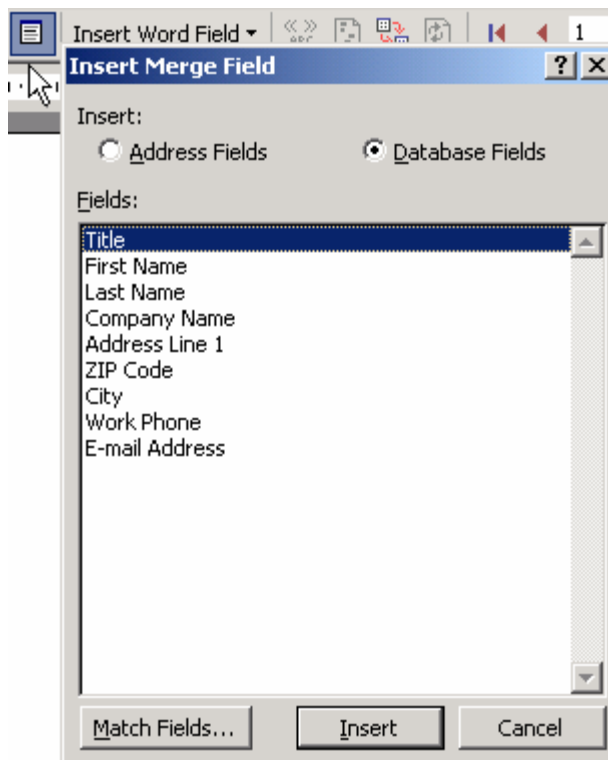 Insert Word Field
« » ABC
1
Insert Merge Field
? X
Insert:
Address Fields
Database Fields
Fields:
Title
First Name
Last Name
Company Name
Address Line 1
ZIP Code
City
Work Phone
E-mail Address
Match Fields...
Insert
Cancel